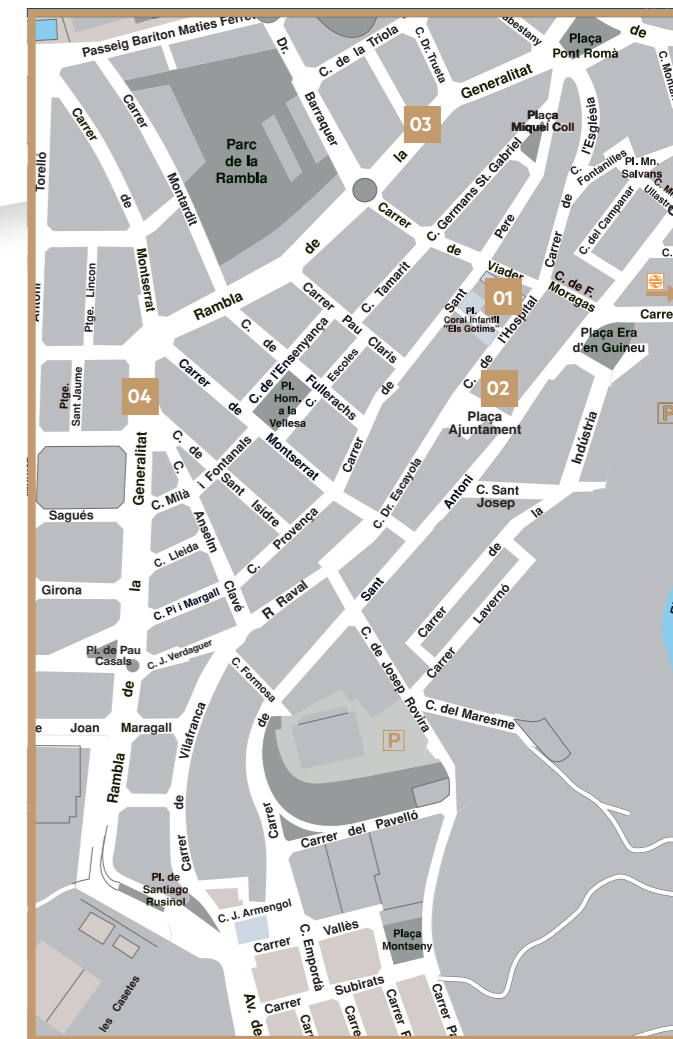 Passeig Bariton Maties Ferret
Dr.
Barraquer
C. de la Triola
C. Dr. Trueta
Generalitat
la
de
Rambla
Plaça
Pont Romà
de
Plaça
Miquel Coll
l'Església
C. Fontanilles
Pl. Mn.
Salvans
C. del Campanar
Carrer
de
Montserrat
Carrer
Montardit
Parc
de la
Rambla
03
C. Germans St. Gabriel
Carrer
de
Viader
Sant
Pere
Carrer
de
C. de F.
Moragas
Torelló
Antoni
Ptge. Lincon
01
Pl.
Coral Infantil
"Els Gotims"
C. de l'Hospital
Plaça Era
d'en Guineu
C. Tamarit
Carrer
Pau
Claris
C. de
Fullerachs
C. de l'Ensenyança
C. Escoles
Carrer
de
Montserrat
Pl.
Hom.
a la
Vellesa
Carrer
de
02
Plaça
Ajuntament
P
Indústria
Ptge.
Sant Jaume
04
Generalitat
la
de
Rambla
C. de
Sant
Isidre
C. Milà i Fontanals
C.
Anselm
Clavé
C. Provença
C. Dr. Escayola
Antoni
Sant
C. Sant
Josep
la
de
Carrer
Sagués
C. Lleida
Girona
C. Pi i Margall
R. Raval
Lavernó
Carrer
Pl. de Pau
Casals
C. J. Verdaguer
C. Formosa
C. de Josep Rovira
C. del Maresme
Joan
Maragall
Vilafranca
de
Carrer
P
de
Carrer
Carrer del Pavelló
Pl. de
Santiago
Rusiñol
C. J. Armengol
Carrer
Vallès
C. Empordà
Plaça
Montseny
Carrer
Subirats
les Casetes
Av. de